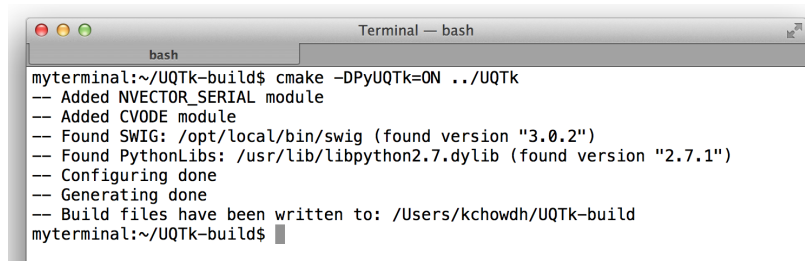 Terminal — bash
bash
myterminal:~/UQTk-build$ cmake -DPyUQTk=ON ../UQTk
-- Added NVECTOR_SERIAL module
-- Added CVODE module
-- Found SWIG: /opt/local/bin/swig (found version "3.0.2")
-- Found PythonLibs: /usr/lib/libpython2.7.dylib (found version "2.7.1")
-- Configuring done
-- Generating done
-- Build files have been written to: /Users/kchowdh/UQTk-build
myterminal:~/UQTk-build$